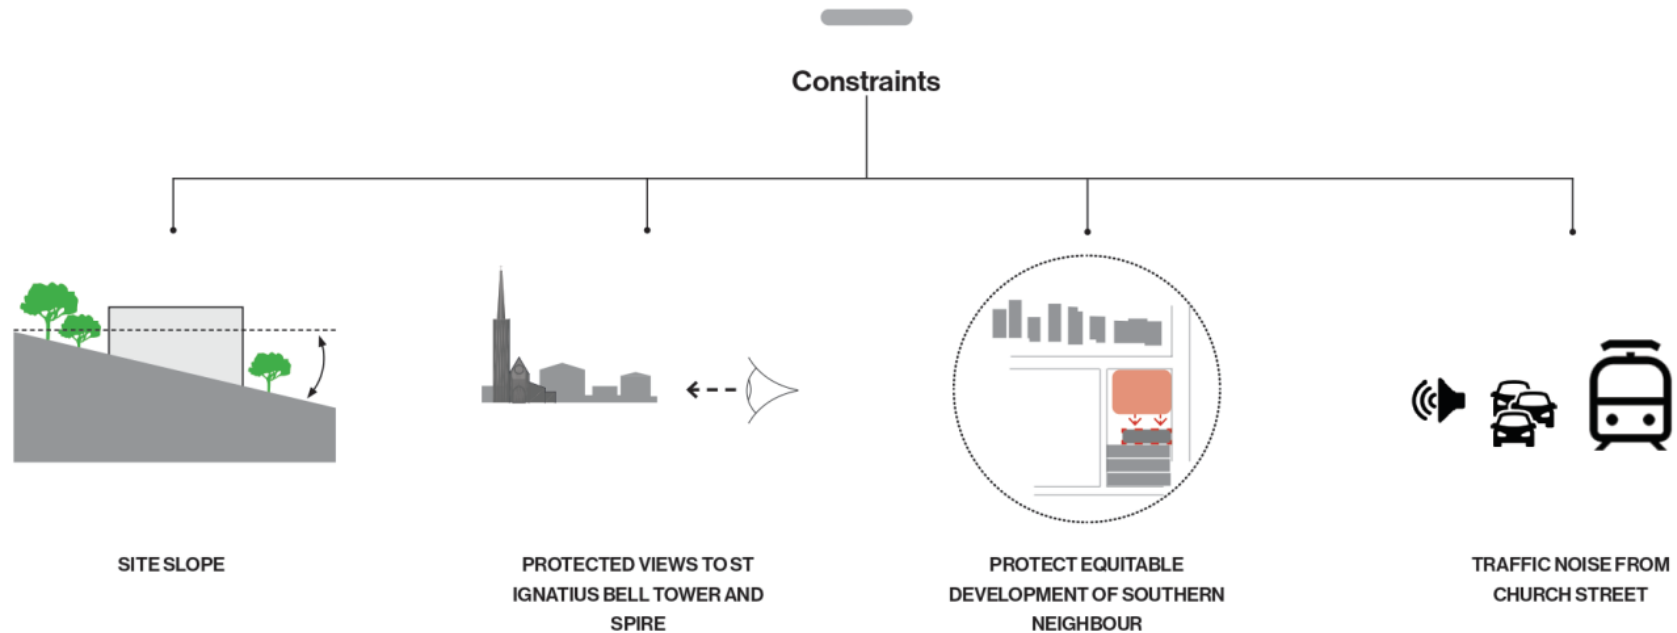 Constraints
SITE SLOPE
PROTECTED VIEWS TO ST
IGNATIUS BELL TOWER AND
SPIRE
PROTECT EQUITABLE
DEVELOPMENT OF SOUTHERN
NEIGHBOUR
TRAFFIC NOISE FROM
CHURCH STREET